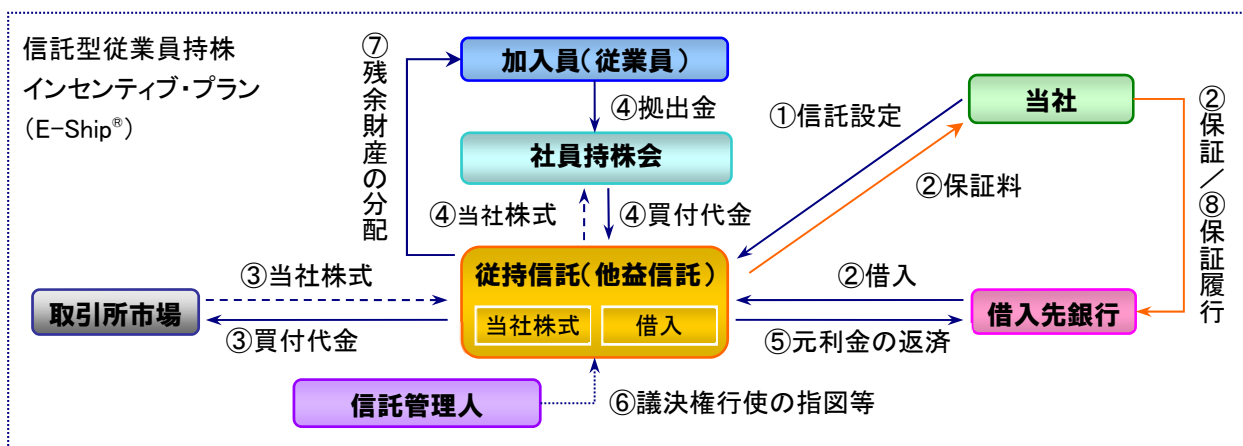 信託型従業員持株
インセンティブ・プラン
(E-Ship®)
⑦残余財産の分配
加入員(従業員)
④拠出金
社員持株会
④当社株式
④買付代金
①信託設定
②保証料
当社
②保証/⑧保証履行
③当社株式
取引所市場
③買付代金
従持信託(他益信託)
当社株式
借入
②借入
⑤元利金の返済
借入先銀行
信託管理人
⑥議決権行使の指図等